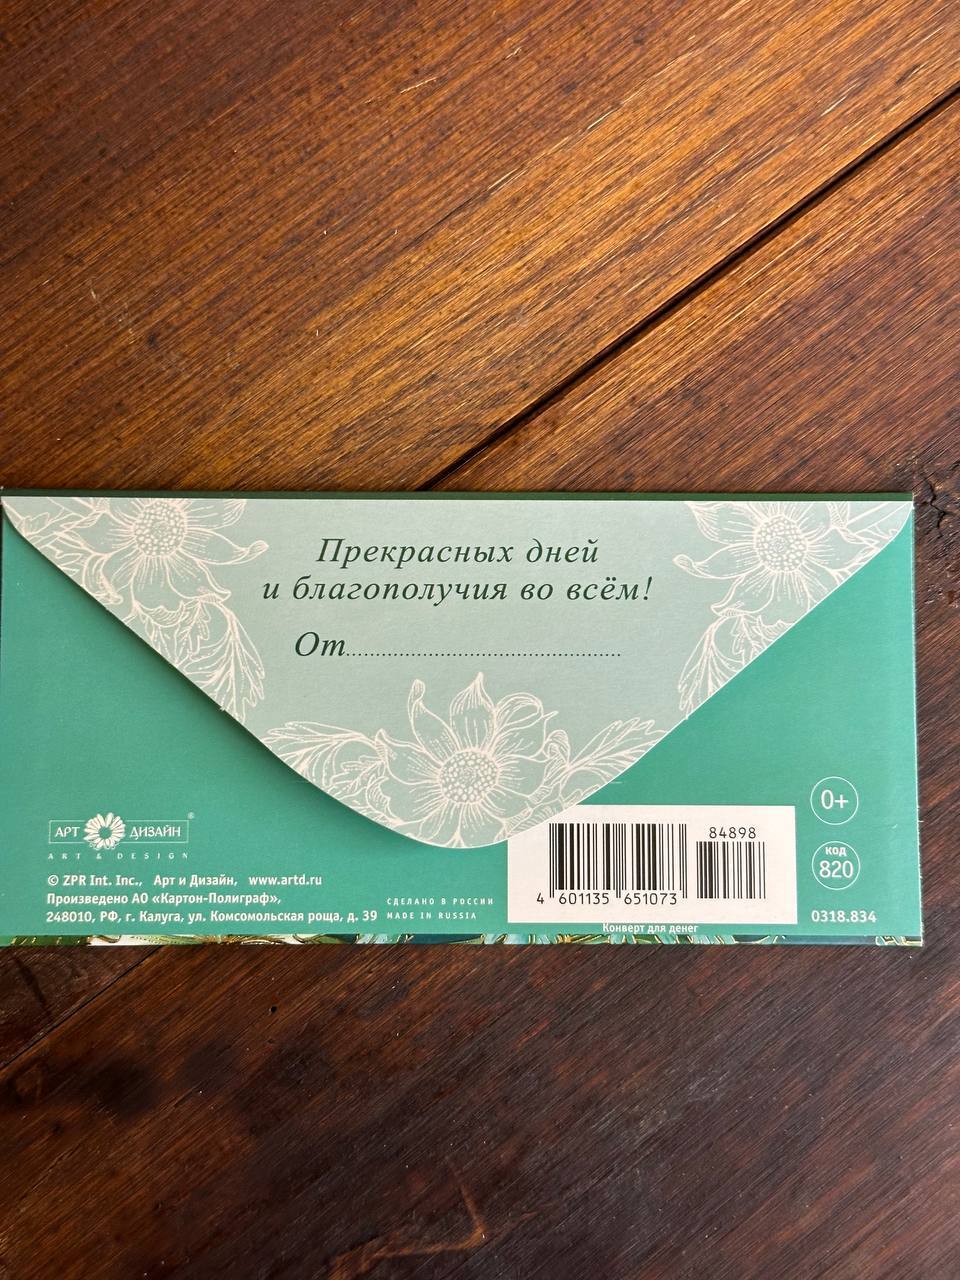 Прекрасных дней
и благополучия во всём!
От
АРТ ДИЗАЙН ®
ART & DESIGN
© ZPR Int. Inc., Арт и Дизайн, www.artd.ru
Произведено АО «Картон-Полиграф»,
248010, РФ, г. Калуга, ул. Комсомольская роща, д. 39
СДЕЛАНО В РОССИИ
MADE IN RUSSIA
84898
4 601135 651073
Конверт для денег
0+
код
820
0318.834